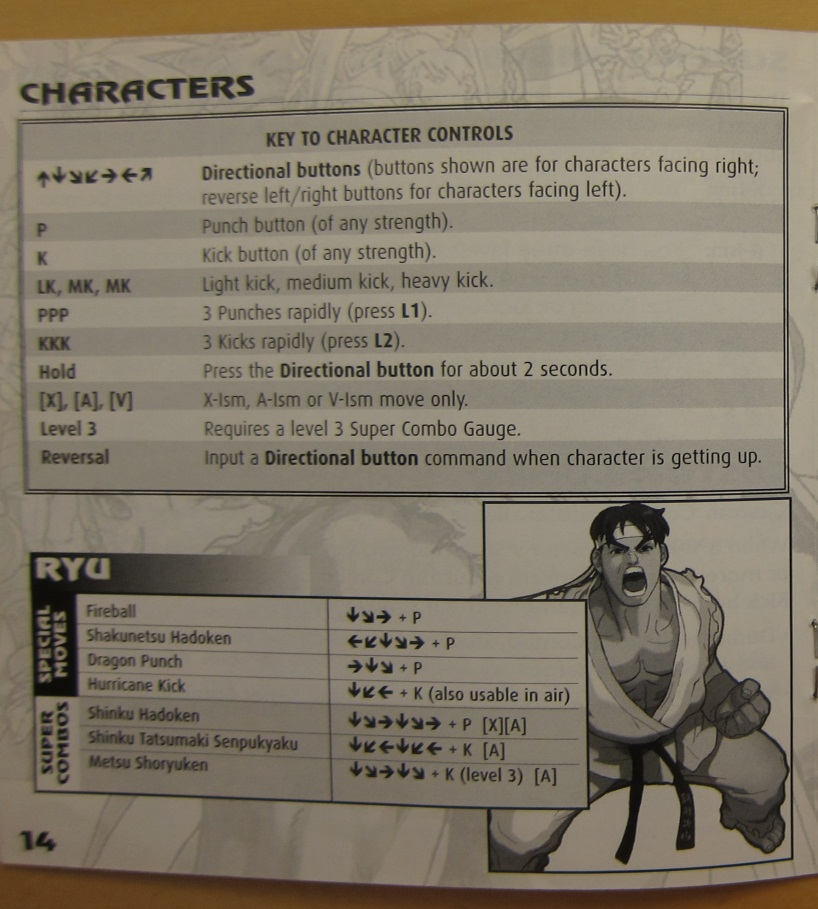 CHARACTERS
KEY TO CHARACTER CONTROLS
↑↓↘↙→←↗ Directional buttons (buttons shown are for characters facing right;
reverse left/right buttons for characters facing left).
P Punch button (of any strength).
K Kick button (of any strength).
LK, MK, MK Light kick, medium kick, heavy kick.
PPP 3 Punches rapidly (press L1).
KKK 3 Kicks rapidly (press L2).
Hold Press the Directional button for about 2 seconds.
[X], [A], [V] X-Ism, A-Ism or V-Ism move only.
Level 3 Requires a level 3 Super Combo Gauge.
Reversal Input a Directional button command when character is getting up.
RYU
SPECIAL
MOVES
Fireball ↓↘→ + P
Shakunetsu Hadoken ←↙↓↘→ + P
Dragon Punch →↓↘ + P
Hurricane Kick ↓↙← + K (also usable in air)
SUPER
COMBOS
Shinku Hadoken ↓↘→↓↘→ + P [X][A]
Shinku Tatsumaki Senpukyaku ↓↙←↓↙← + K [A]
Metsu Shoryuken ↓↘→↓↘ + K (level 3) [A]
14